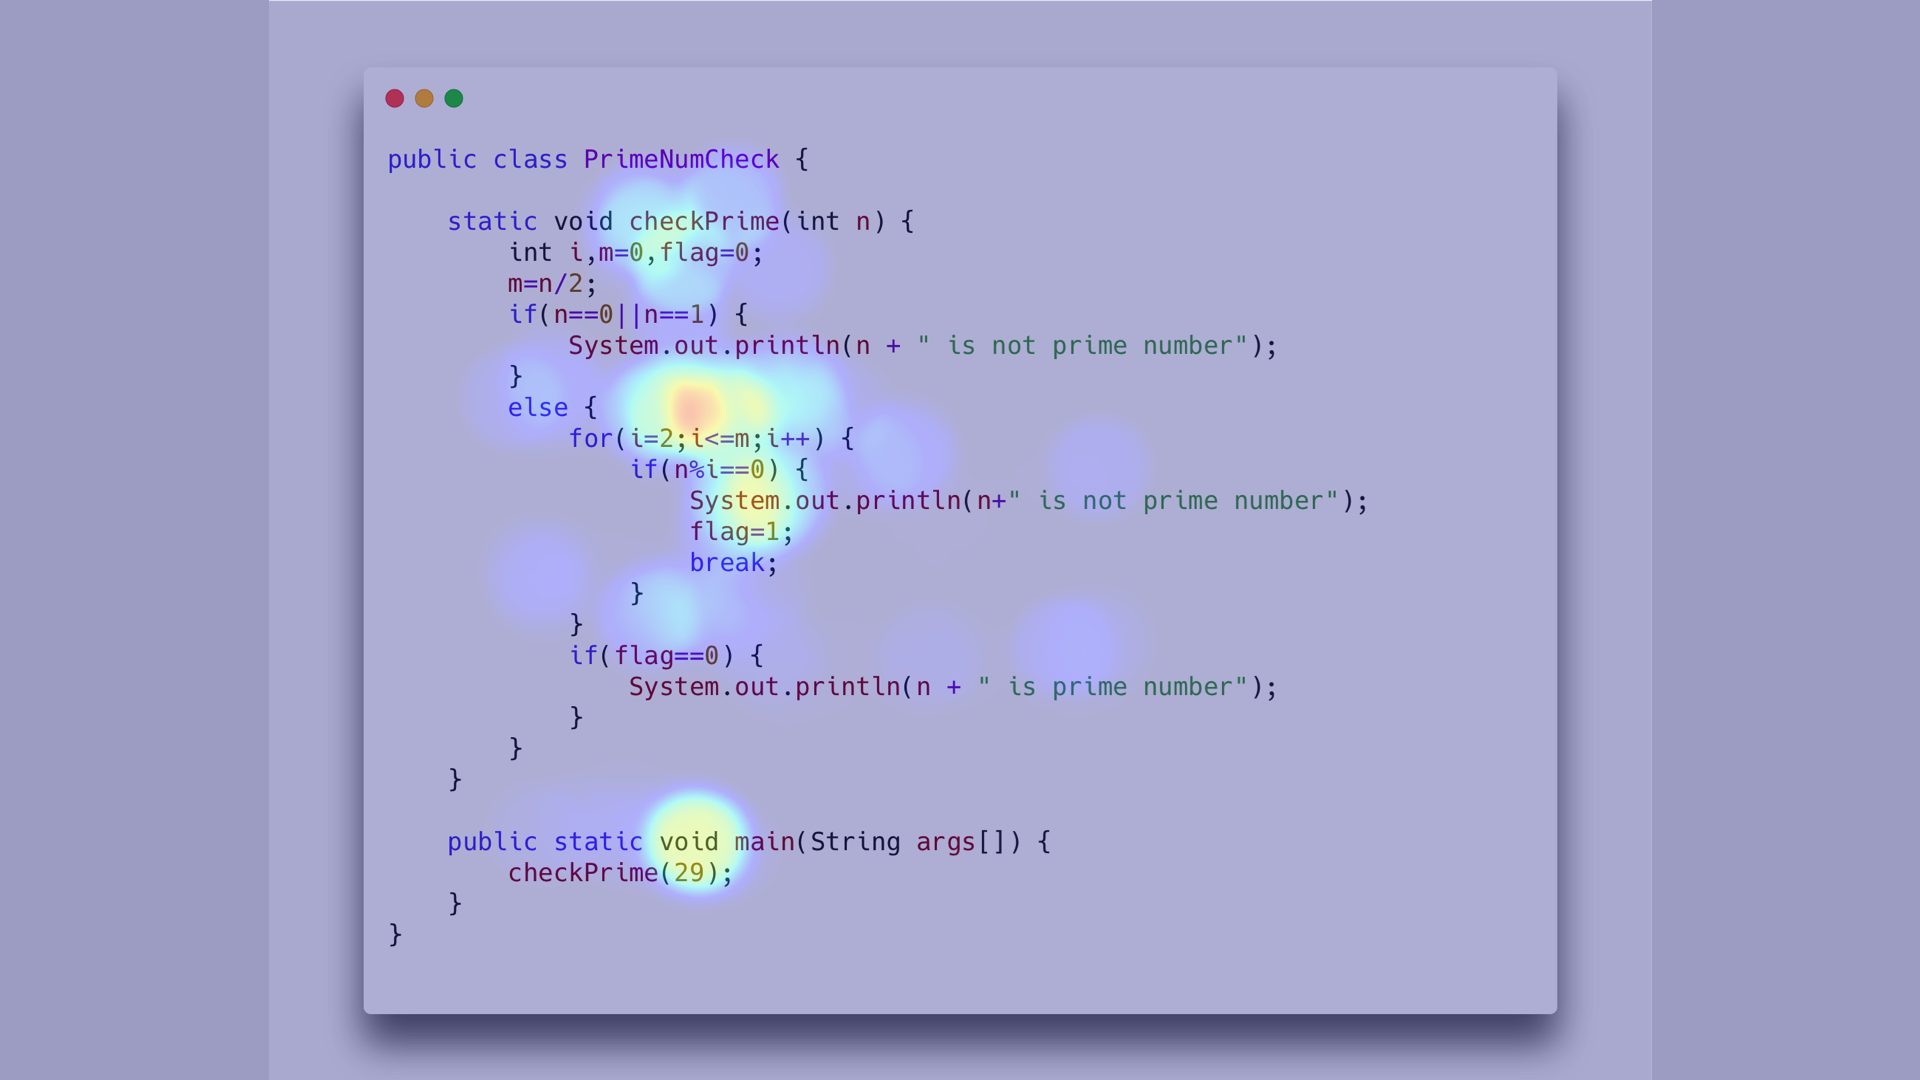 public class PrimeNumCheck {
static void checkPrime(int n) {
int i,m=0,flag=0;
m=n/2;
if(n==0||n==1) {
System.out.println(n + " is not prime number");
}
else {
for(i=2;i<=m;i++) {
if(n%i==0) {
System.out.println(n+" is not prime number");
flag=1;
break;
}
}
if(flag==0) {
System.out.println(n + " is prime number");
}
}
}
public static void main(String args[]) {
checkPrime(29);
}
}